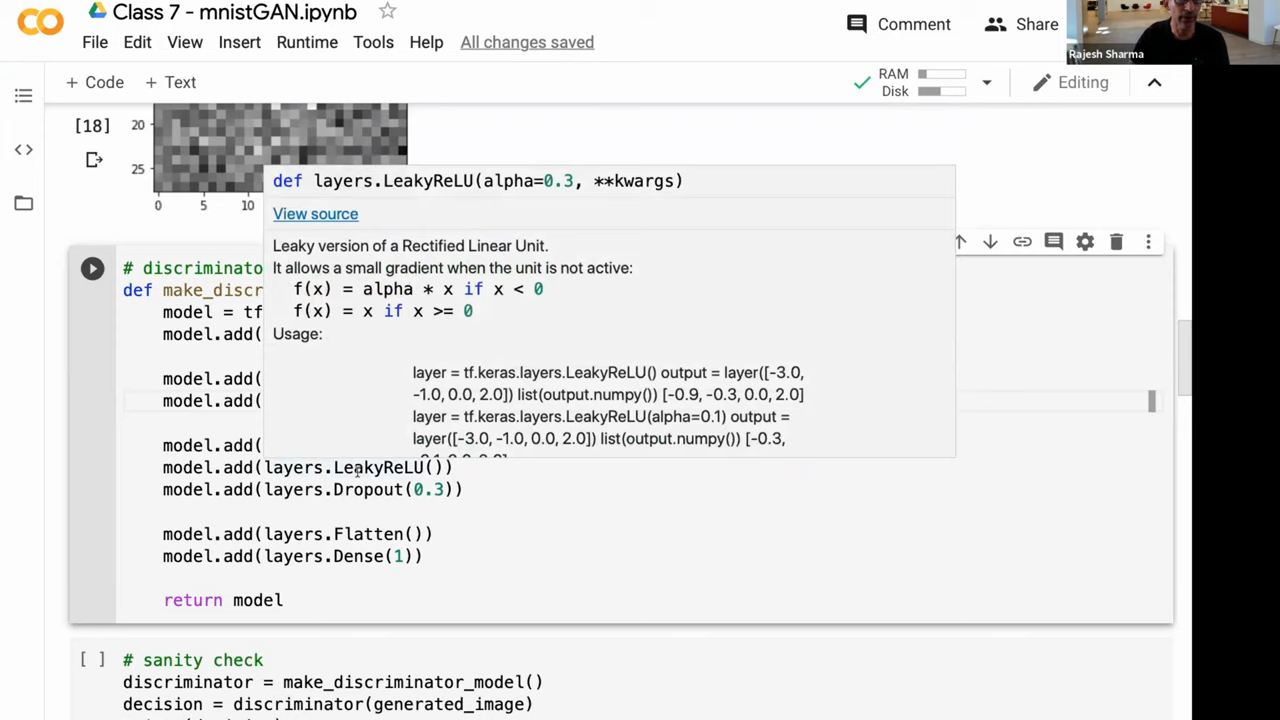 Class 7 - mnistGAN.ipynb
Comment
Share
Rajesh Sharma
File Edit View Insert Runtime Tools Help All changes saved
+ Code + Text
RAM
Disk
Editing
[18]
20
25
0 5 10
def layers.LeakyReLU(alpha=0.3, **kwargs)
View source
Leaky version of a Rectified Linear Unit.
It allows a small gradient when the unit is not active:
f(x) = alpha * x if x < 0
f(x) = x if x >= 0
Usage:
layer = tf.keras.layers.LeakyReLU() output = layer([-3.0,
-1.0, 0.0, 2.0]) list(output.numpy()) [-0.9, -0.3, 0.0, 2.0]
layer = tf.keras.layers.LeakyReLU(alpha=0.1) output =
layer([-3.0, -1.0, 0.0, 2.0]) list(output.numpy()) [-0.3,
# discriminato
def make_discr
model = tf
model.add(
model.add(
model.add(
model.add(
model.add(layers.LeakyReLU())
model.add(layers.Dropout(0.3))
model.add(layers.Flatten())
model.add(layers.Dense(1))
return model
[ ] # sanity check
discriminator = make_discriminator_model()
decision = discriminator(generated_image)